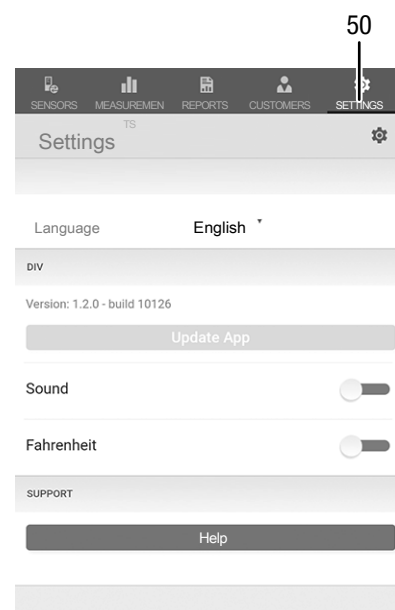 50
SENSORS MEASUREMEN REPORTS CUSTOMERS SETTINGS
TS
Settings
Language English
DIV
Version: 1.2.0 - build 10126
Update App
Sound
Fahrenheit
SUPPORT
Help